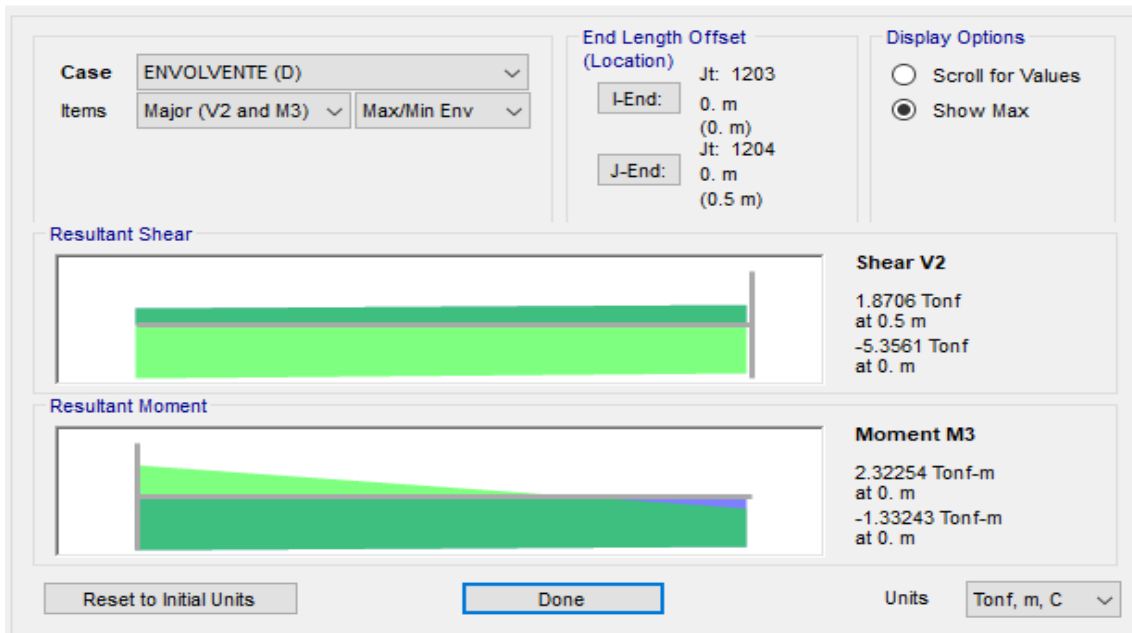 Case
ENVOLVENTE (D)
Items
Major (V2 and M3)
Max/Min Env
End Length Offset
(Location)
I-End:
Jt: 1203
0. m
(0. m)
J-End:
Jt: 1204
0. m
(0.5 m)
Display Options
Scroll for Values
Show Max
Resultant Shear
Shear V2
1.8706 Tonf
at 0.5 m
-5.3561 Tonf
at 0. m
Resultant Moment
Moment M3
2.32254 Tonf-m
at 0. m
-1.33243 Tonf-m
at 0. m
Reset to Initial Units
Done
Units
Tonf, m, C